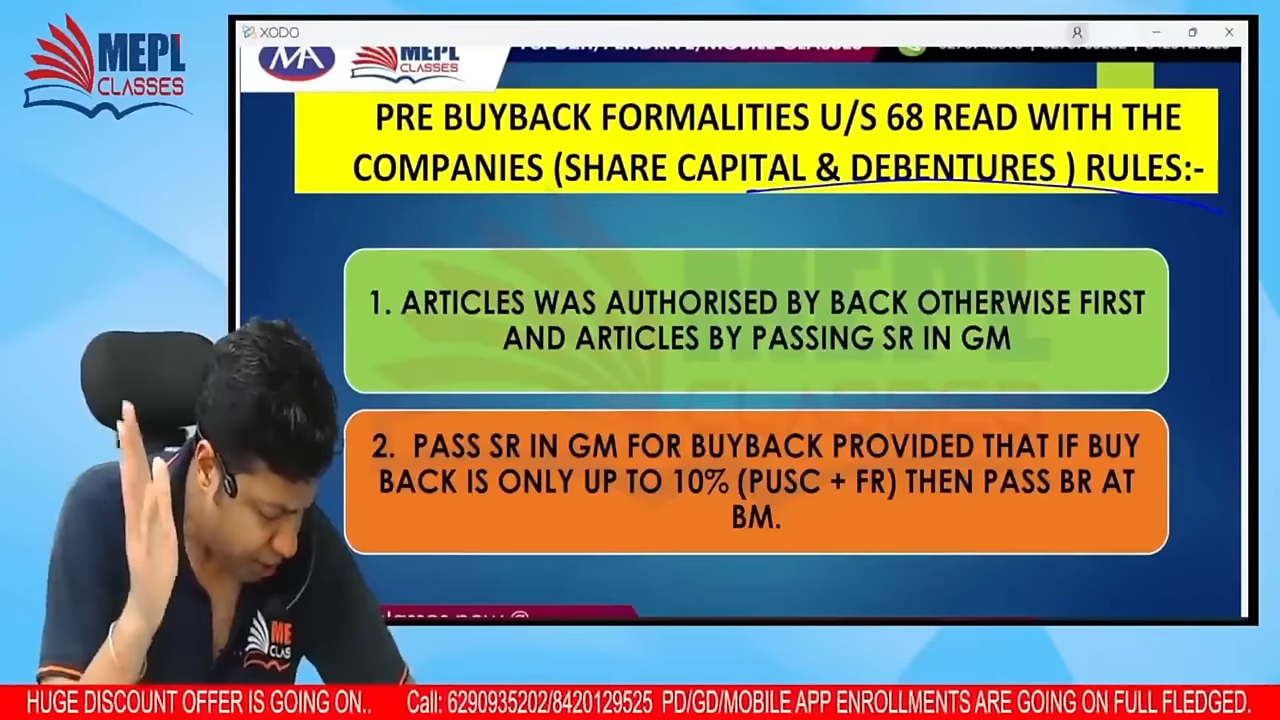 MEPL
CLASSES
XODO
MEPL
CLASSES
PRE BUYBACK FORMALITIES U/S 68 READ WITH THE
COMPANIES (SHARE CAPITAL & DEBENTURES ) RULES:-
1. ARTICLES WAS AUTHORISED BY BACK OTHERWISE FIRST
AND ARTICLES BY PASSING SR IN GM
2. PASS SR IN GM FOR BUYBACK PROVIDED THAT IF BUY
BACK IS ONLY UP TO 10% (PUSC + FR) THEN PASS BR AT
BM.
ME
CLAS
HUGE DISCOUNT OFFER IS GOING ON.. Call: 6290935202/8420129525 PD/GD/MOBILE APP ENROLLMENTS ARE GOING ON FULL FLEDGED.